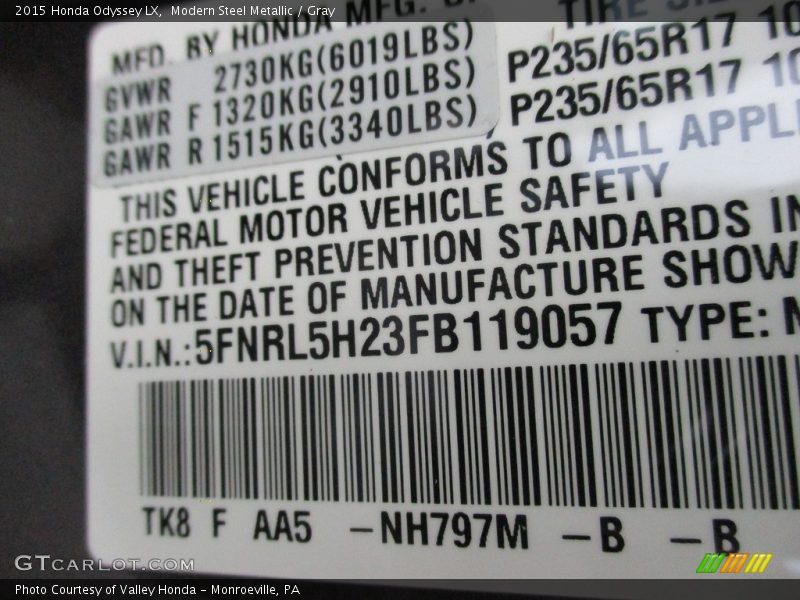 2015 Honda Odyssey LX, Modern Steel Metallic / Gray
MFD. BY HONDA MFG. OF TIRE
GVWR 2730KG(6019LBS) P235/65R17
GAWR F 1320KG(2910LBS) P235/65R17
GAWR R 1515KG(3340LBS)
THIS VEHICLE CONFORMS TO ALL APPL
FEDERAL MOTOR VEHICLE SAFETY
AND THEFT PREVENTION STANDARDS IN
ON THE DATE OF MANUFACTURE SHOW
V.I.N.:5FNRL5H23FB119057 TYPE:
TK8 F AA5 -NH797M -B -B
GTCARLOT.COM
Photo Courtesy of Valley Honda - Monroeville, PA